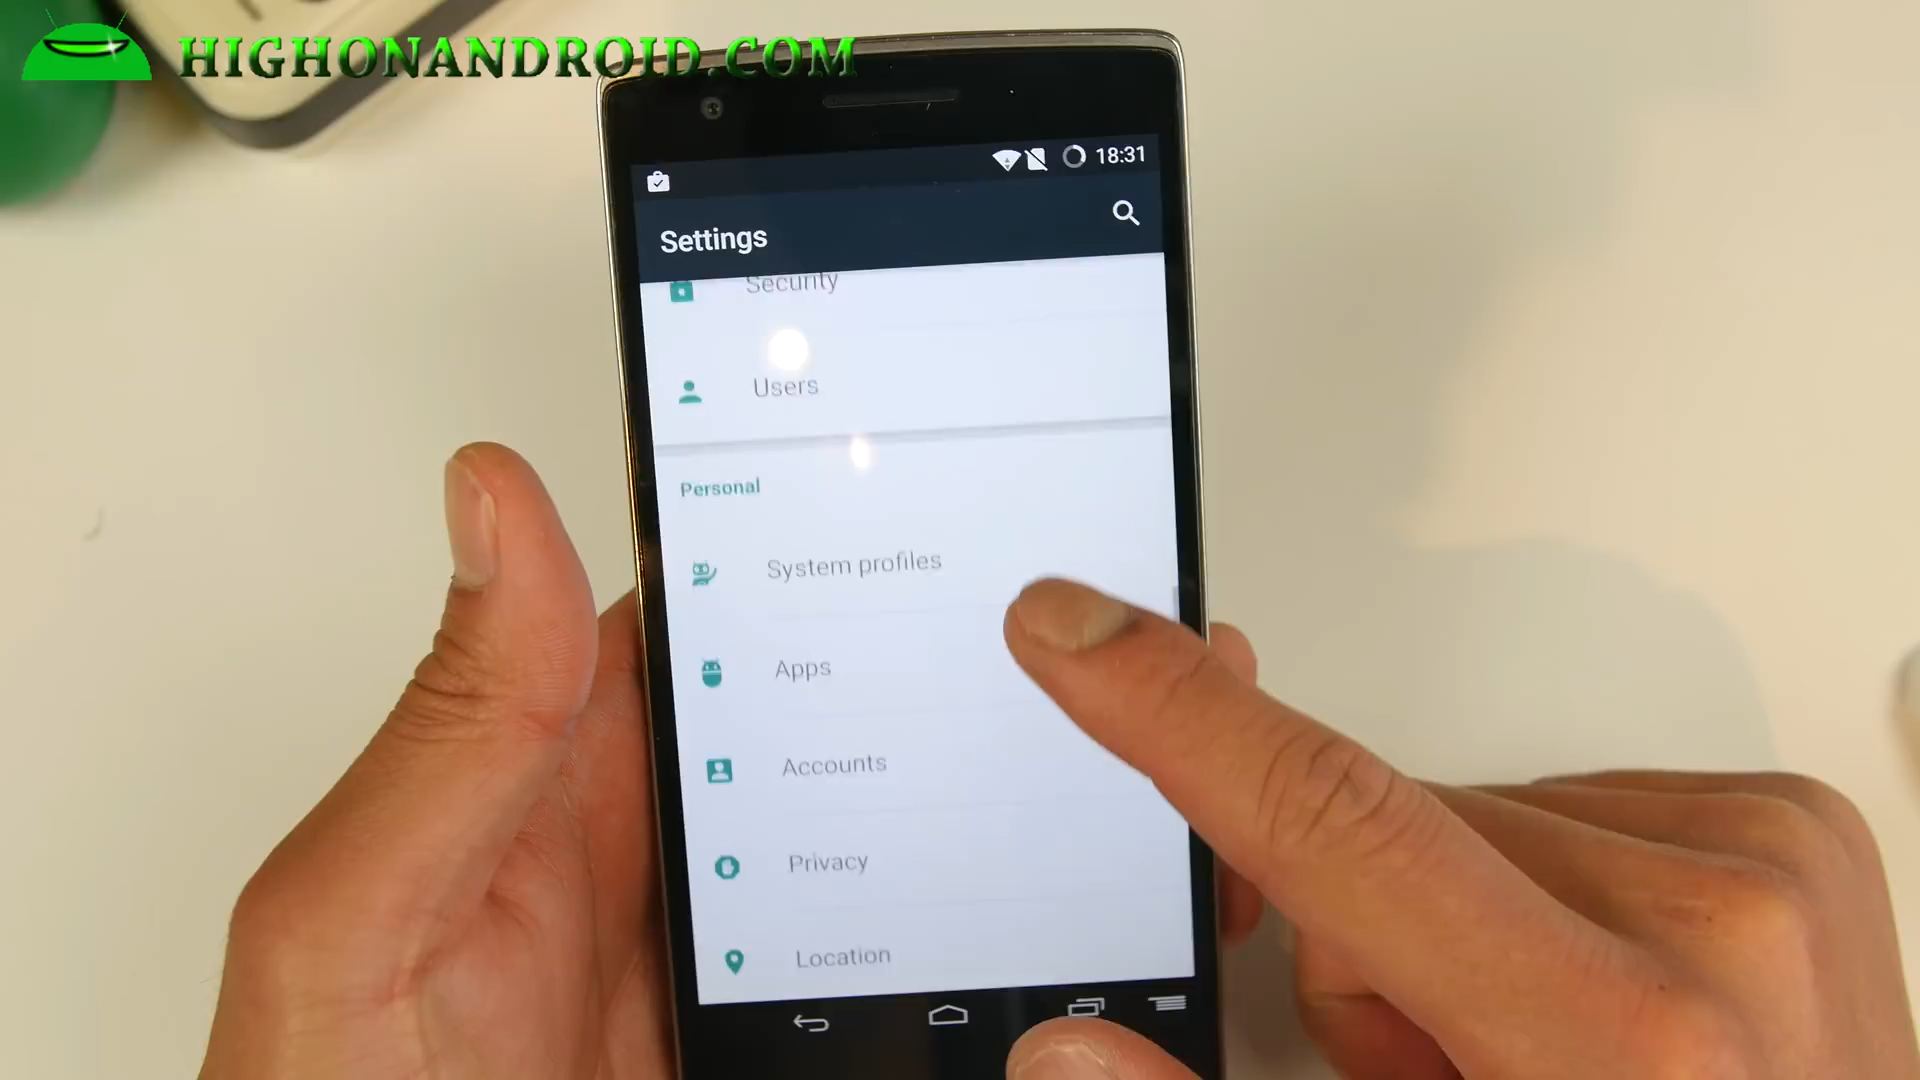 HIGHONANDROID.COM
18:31
Settings
Security
Users
Personal
System profiles
Apps
Accounts
Privacy
Location